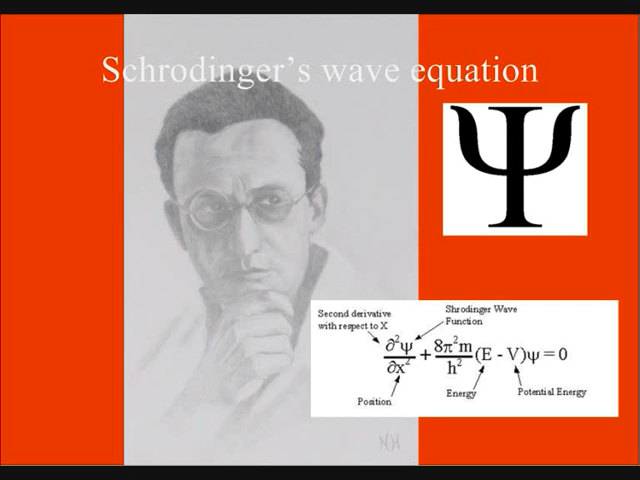 Schrodinger's wave equation
Ψ
Second derivative
with respect to X
Shrodinger Wave
Function
∂²ψ/∂x² + 8π²m/h² (E - V)ψ = 0
Position
Energy
Potential Energy
NH